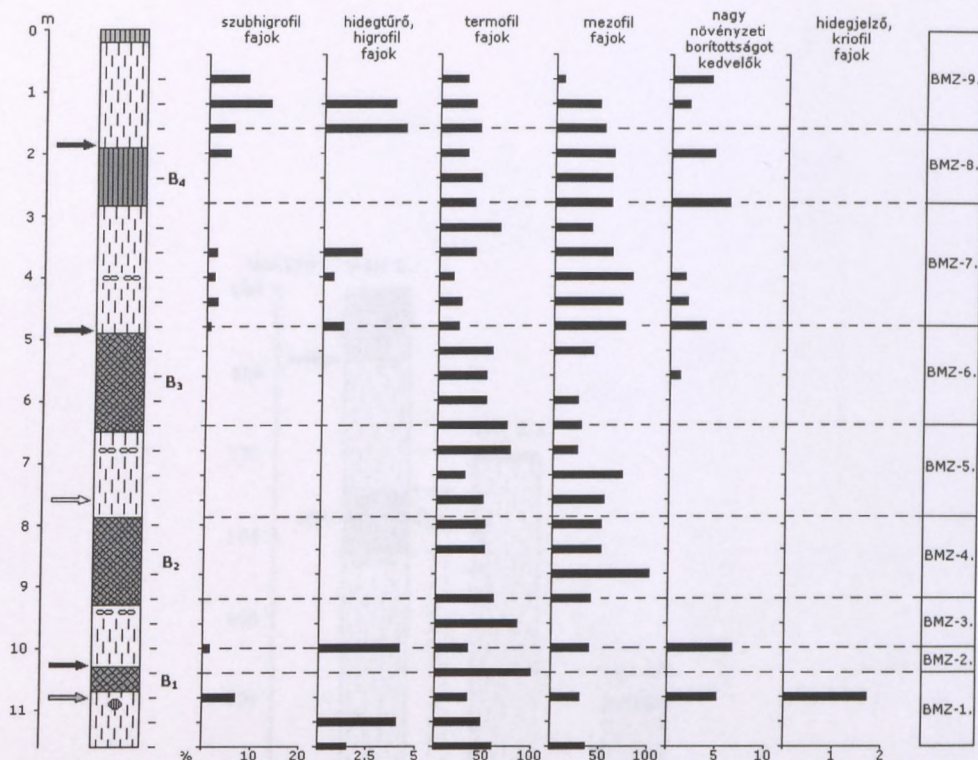 m
szubhigrofil
fajok
hidegtűrő,
higrofil
fajok
termofil
fajok
mezofil
fajok
nagy
növényzeti
borítottságot
kedvelők
hidegjelző,
kriofil
fajok
0
1
2
3
4
5
6
7
8
9
10
11
B4
B3
B2
B1
BMZ-9.
BMZ-8.
BMZ-7.
BMZ-6.
BMZ-5.
BMZ-4.
BMZ-3.
BMZ-2.
BMZ-1.
% 10 20 2.5 5 50 100 50 100 5 10 1 2